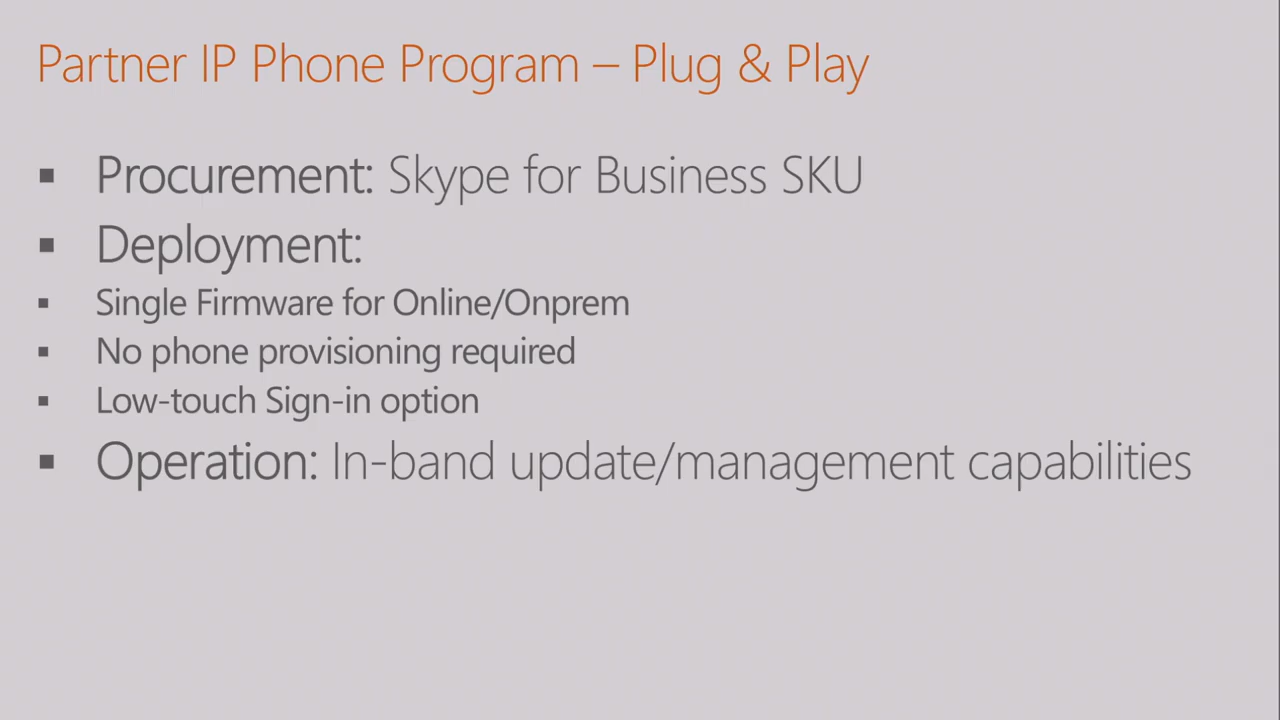 Partner IP Phone Program – Plug & Play
▪ Procurement: Skype for Business SKU
▪ Deployment:
▪ Single Firmware for Online/Onprem
▪ No phone provisioning required
▪ Low-touch Sign-in option
▪ Operation: In-band update/management capabilities